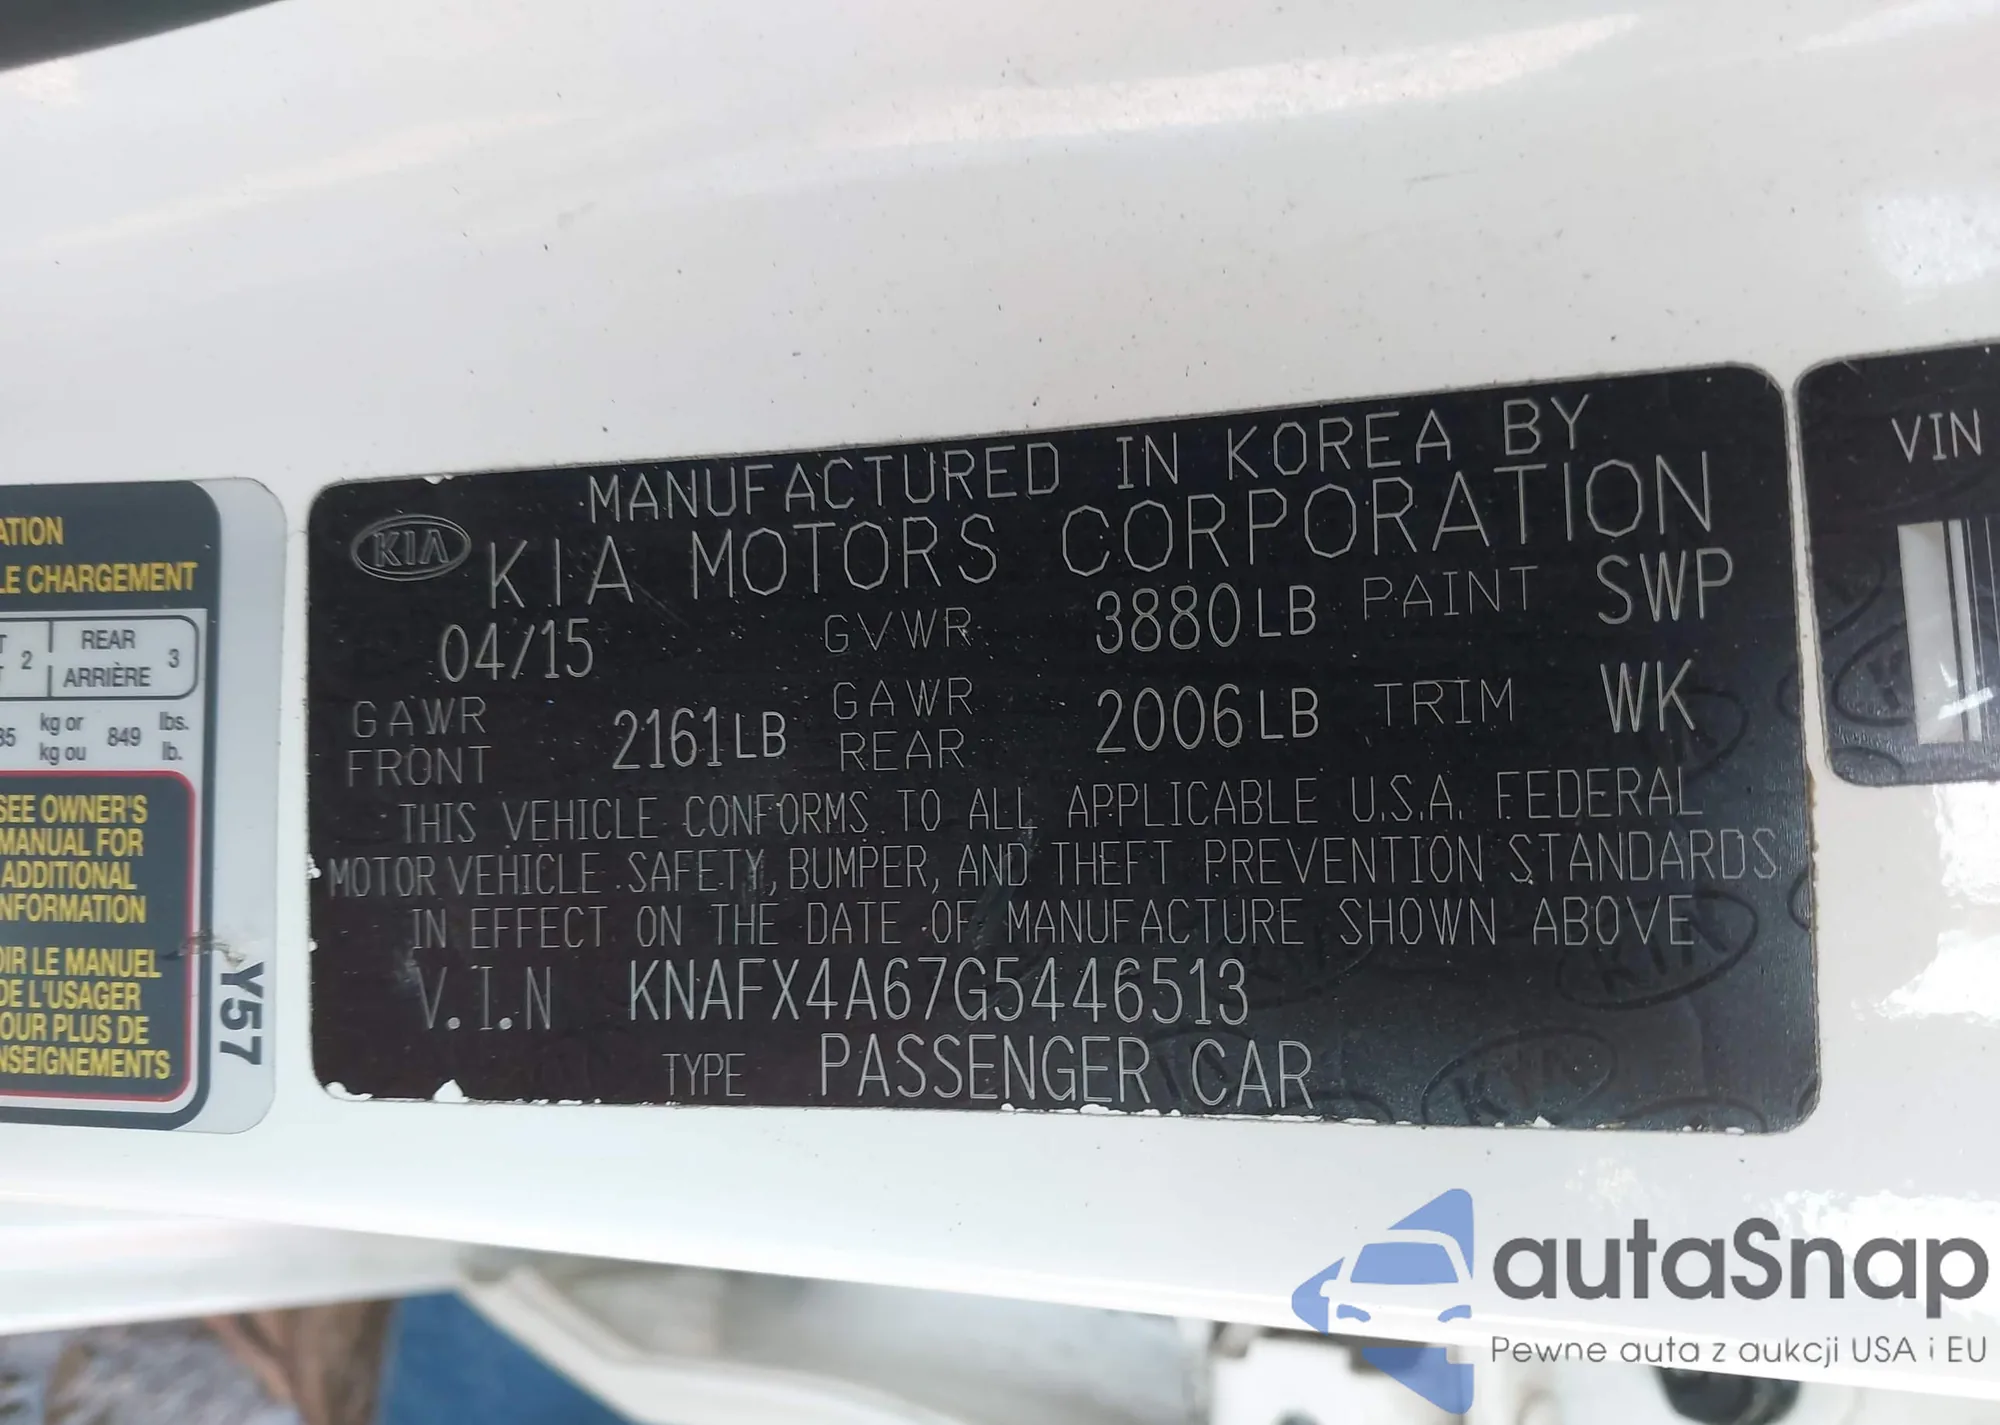 ATION
LE CHARGEMENT
2
REAR
ARRIÈRE
3
35
kg or
kg ou
849
lbs.
lb.
SEE OWNER'S
MANUAL FOR
ADDITIONAL
NFORMATION
OIR LE MANUEL
DE L'USAGER
OUR PLUS DE
NSEIGNEMENTS
Y57
MANUFACTURED IN KOREA BY
KIA
KIA MOTORS CORPORATION
04/15 GVWR 3880LB PAINT SWP
GAWR FRONT 2161LB GAWR REAR 2006LB TRIM WK
THIS VEHICLE CONFORMS TO ALL APPLICABLE U.S.A. FEDERAL
MOTOR VEHICLE SAFETY, BUMPER, AND THEFT PREVENTION STANDARDS
IN EFFECT ON THE DATE OF MANUFACTURE SHOWN ABOVE
V.I.N KNAFX4A67G5446513
TYPE PASSENGER CAR
VIN
autaSnap
Pewne auta z aukcji USA i EU